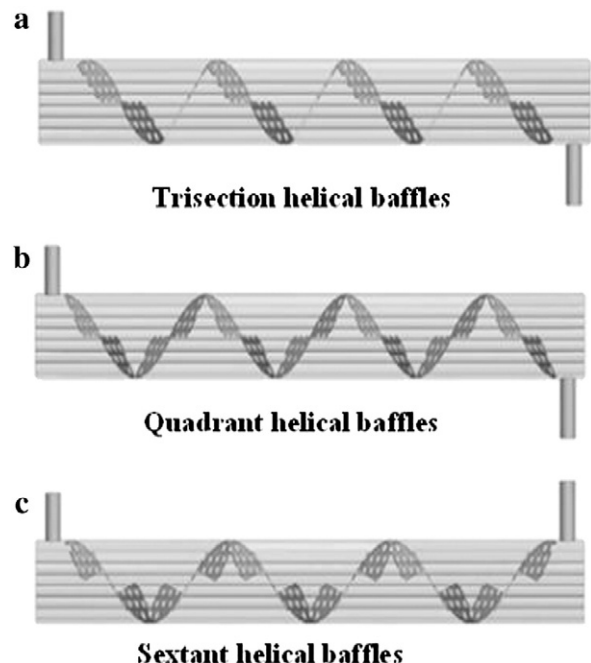 a
Trisection helical baffles
b
Quadrant helical baffles
c
Sextant helical baffles